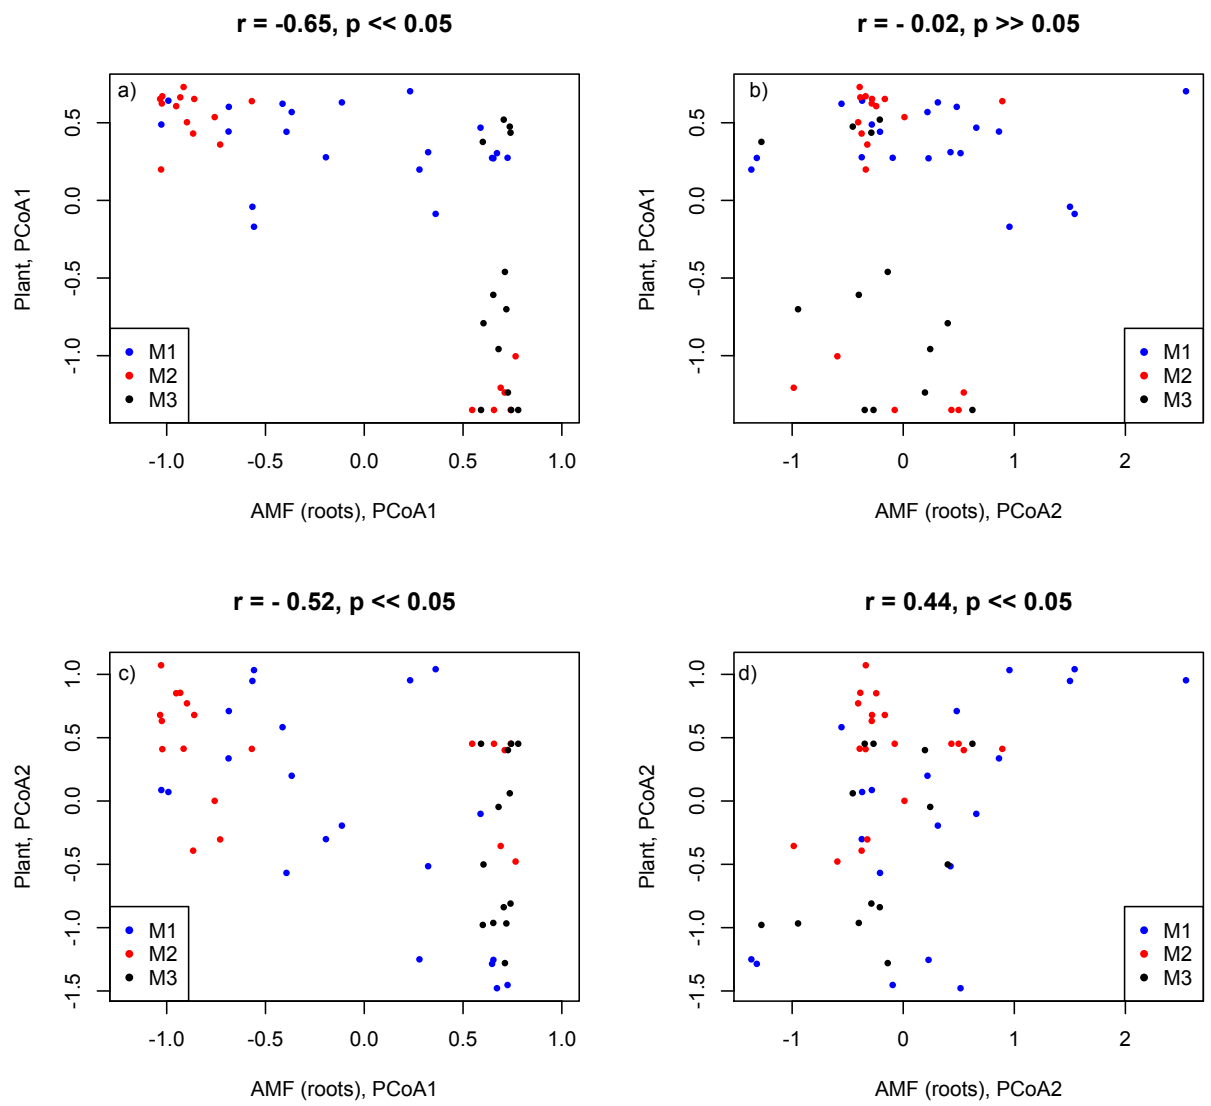 r = -0.65, p << 0.05
a)
Plant, PCoA1
0.5
0.0
-0.5
-1.0
M1
M2
M3
-1.0 -0.5 0.0 0.5 1.0
AMF (roots), PCoA1
r = - 0.02, p >> 0.05
b)
Plant, PCoA1
0.5
0.0
-0.5
-1.0
M1
M2
M3
-1 0 1 2
AMF (roots), PCoA2
r = - 0.52, p << 0.05
c)
Plant, PCoA2
1.0
0.5
0.0
-0.5
-1.0
-1.5
M1
M2
M3
-1.0 -0.5 0.0 0.5 1.0
AMF (roots), PCoA1
r = 0.44, p << 0.05
d)
Plant, PCoA2
1.0
0.5
0.0
-0.5
-1.0
-1.5
M1
M2
M3
-1 0 1 2
AMF (roots), PCoA2